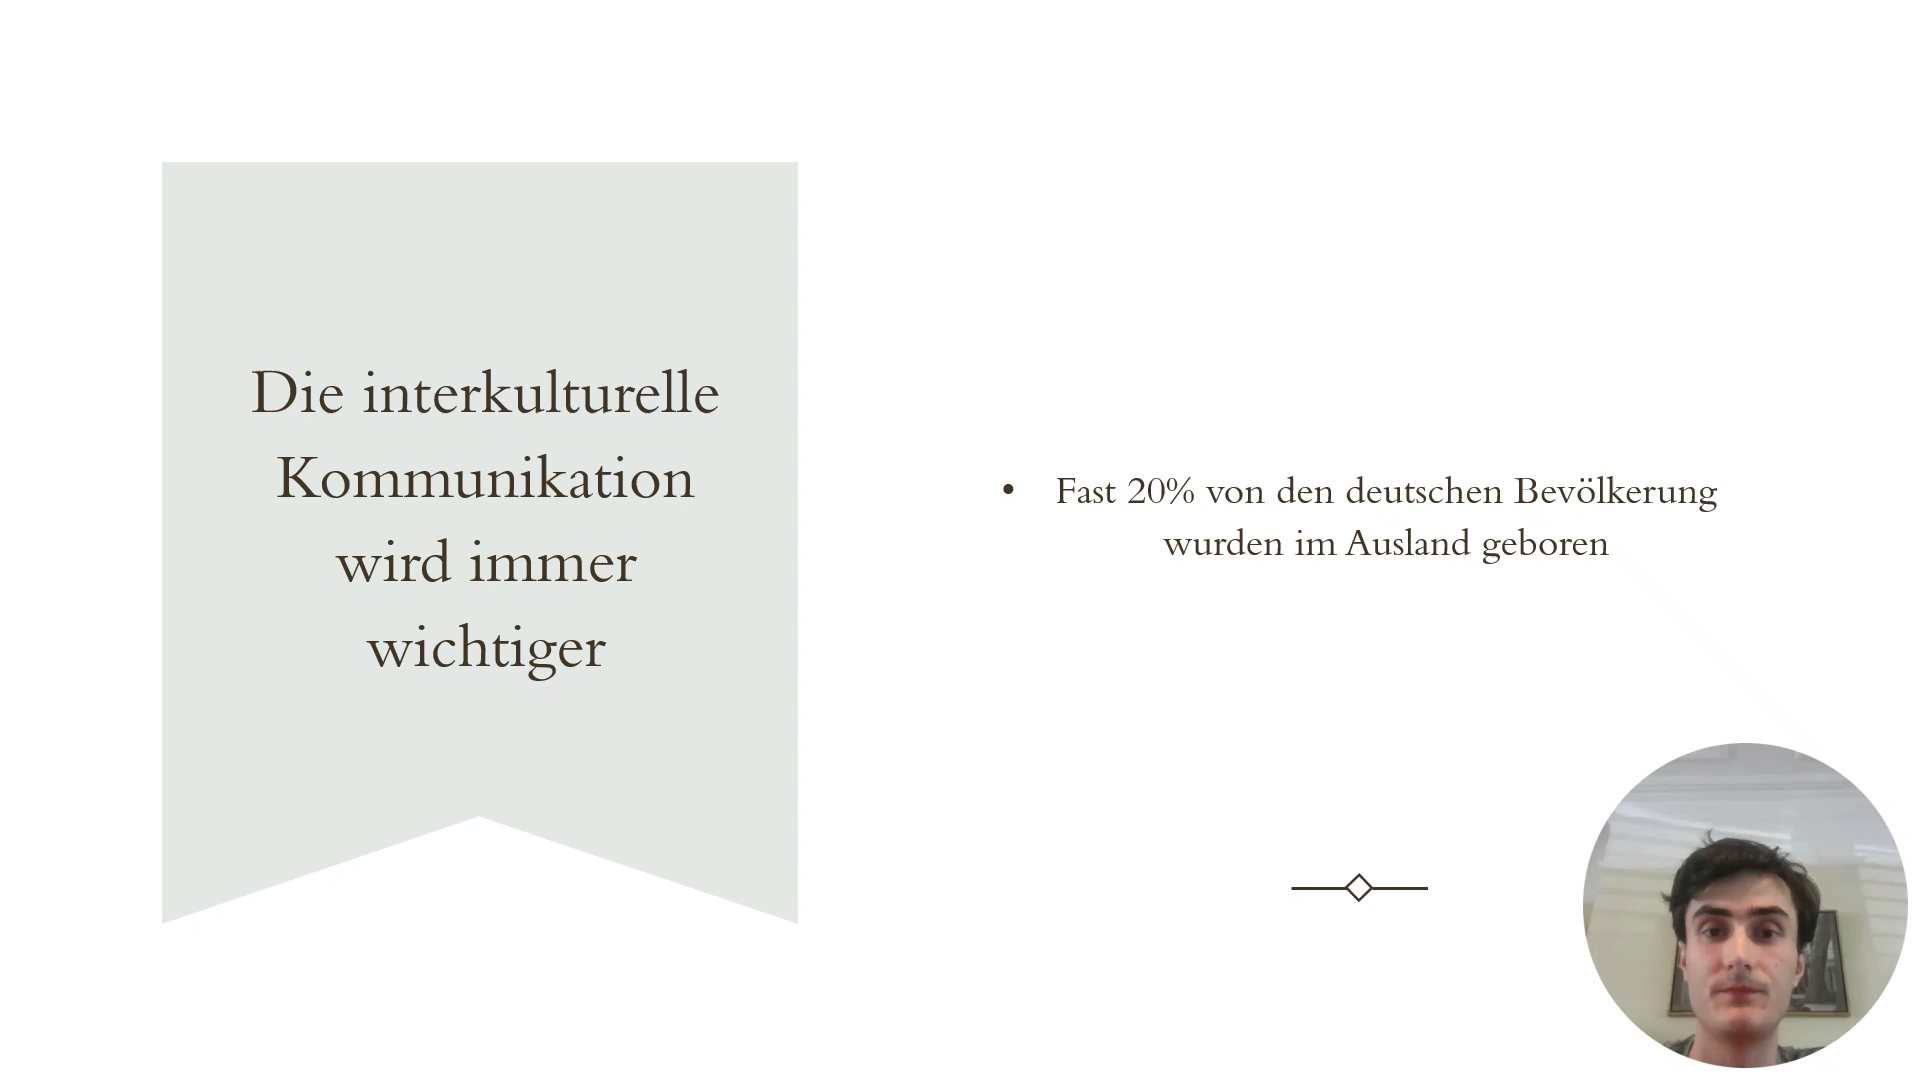 Die interkulturelle
Kommunikation
wird immer
wichtiger
• Fast 20% von den deutschen Bevölkerung
wurden im Ausland geboren